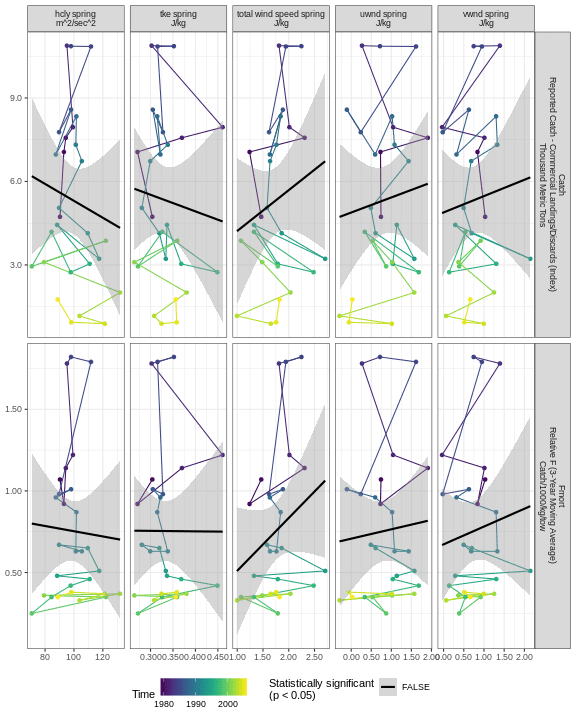 hcly spring
m^2/sec^2
tke spring
J/kg
total wind speed spring
J/kg
uwnd spring
J/kg
vwnd spring
J/kg
9.0
6.0
3.0
Catch
Reported Catch - Commercial Landings/Discards (Index)
Thousand Metric Tons
1.50
1.00
0.50
Fmort
Relative F (3-Year Moving Average)
Catch/1000/kg/tow
80 100 120
0.300 0.350 0.400 0.450
1.00 1.50 2.00 2.50
0.00 0.50 1.00 1.50 2.00
0.00 0.50 1.00 1.50 2.00
Time
1980 1990 2000
Statistically significant
(p < 0.05)
FALSE